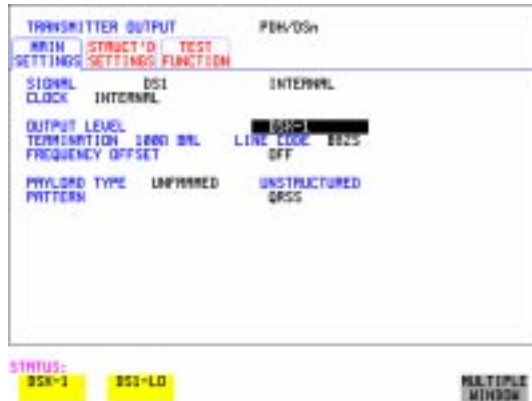 TRANSMITTER OUTPUT PDH/DSn
MAIN SETTINGS STRUCT'D SETTINGS TEST FUNCTION
SIGNAL DS1 INTERNAL
CLOCK INTERNAL
OUTPUT LEVEL DSX-1
TERMINATION 100Ω BAL LINE CODE B8ZS
FREQUENCY OFFSET OFF
PAYLOAD TYPE UNFRAMED UNSTRUCTURED
PATTERN QRSS
STATUS:
DSX-1 DS1-LO MULTIPLE WINDOW